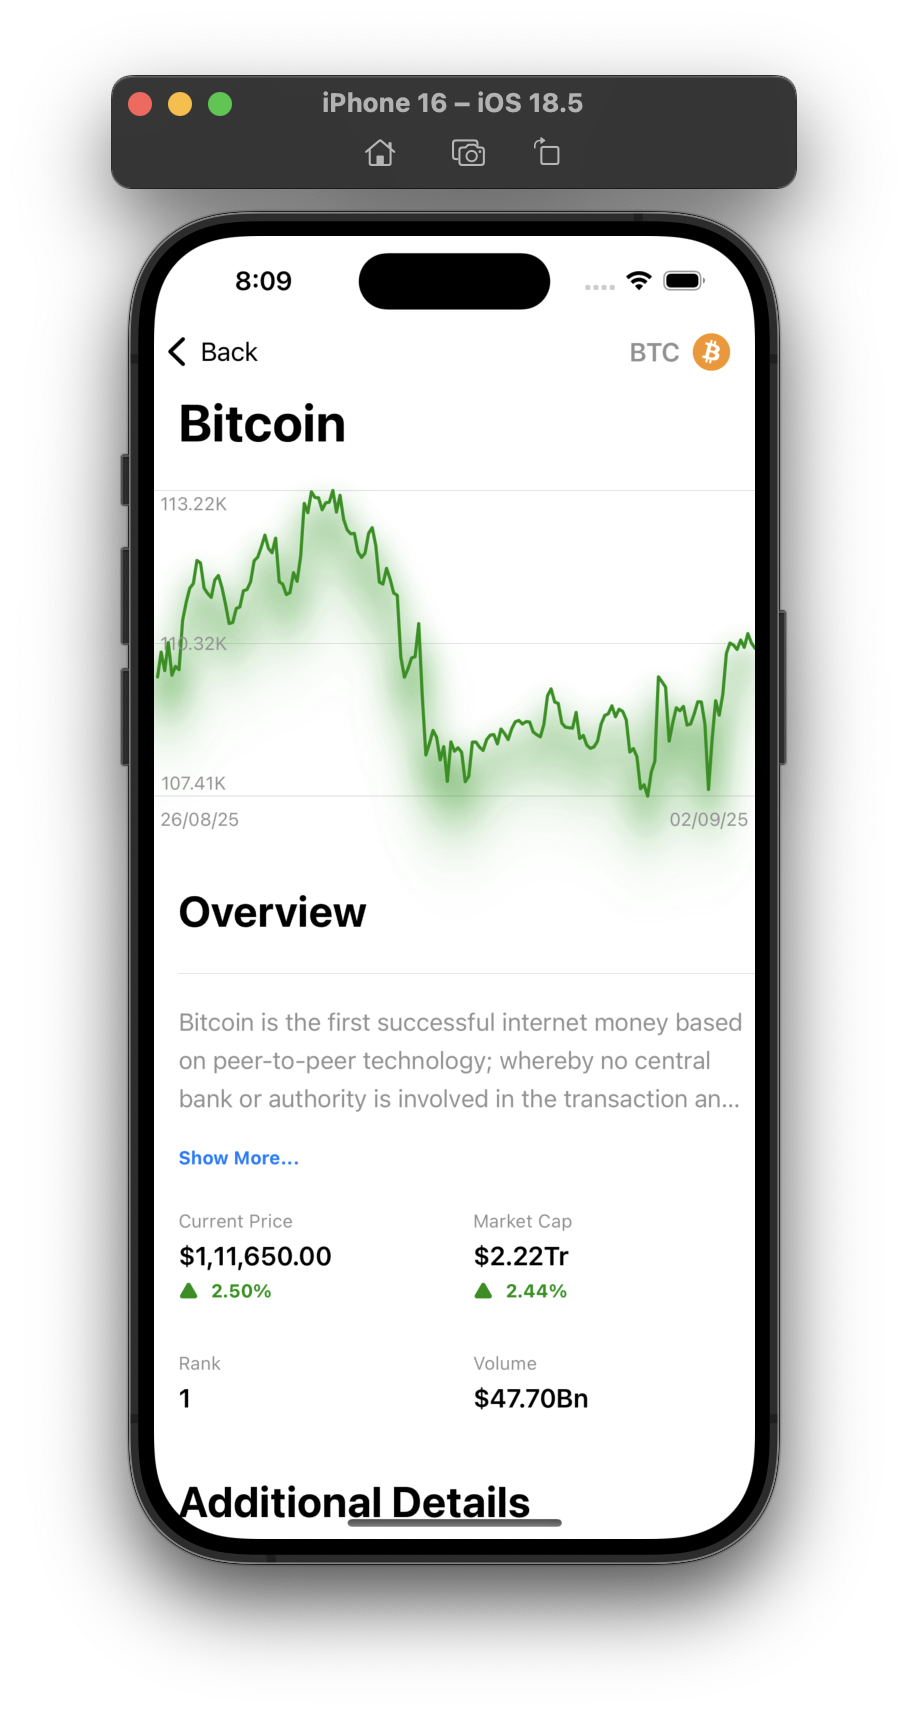 iPhone 16 – iOS 18.5
8:09
Back
BTC
Bitcoin
113.22K
110.32K
107.41K
26/08/25
02/09/25
Overview
Bitcoin is the first successful internet money based
on peer-to-peer technology; whereby no central
bank or authority is involved in the transaction an...
Show More...
Current Price
Market Cap
$1,11,650.00
$2.22Tr
2.50%
2.44%
Rank
Volume
1
$47.70Bn
Additional Details